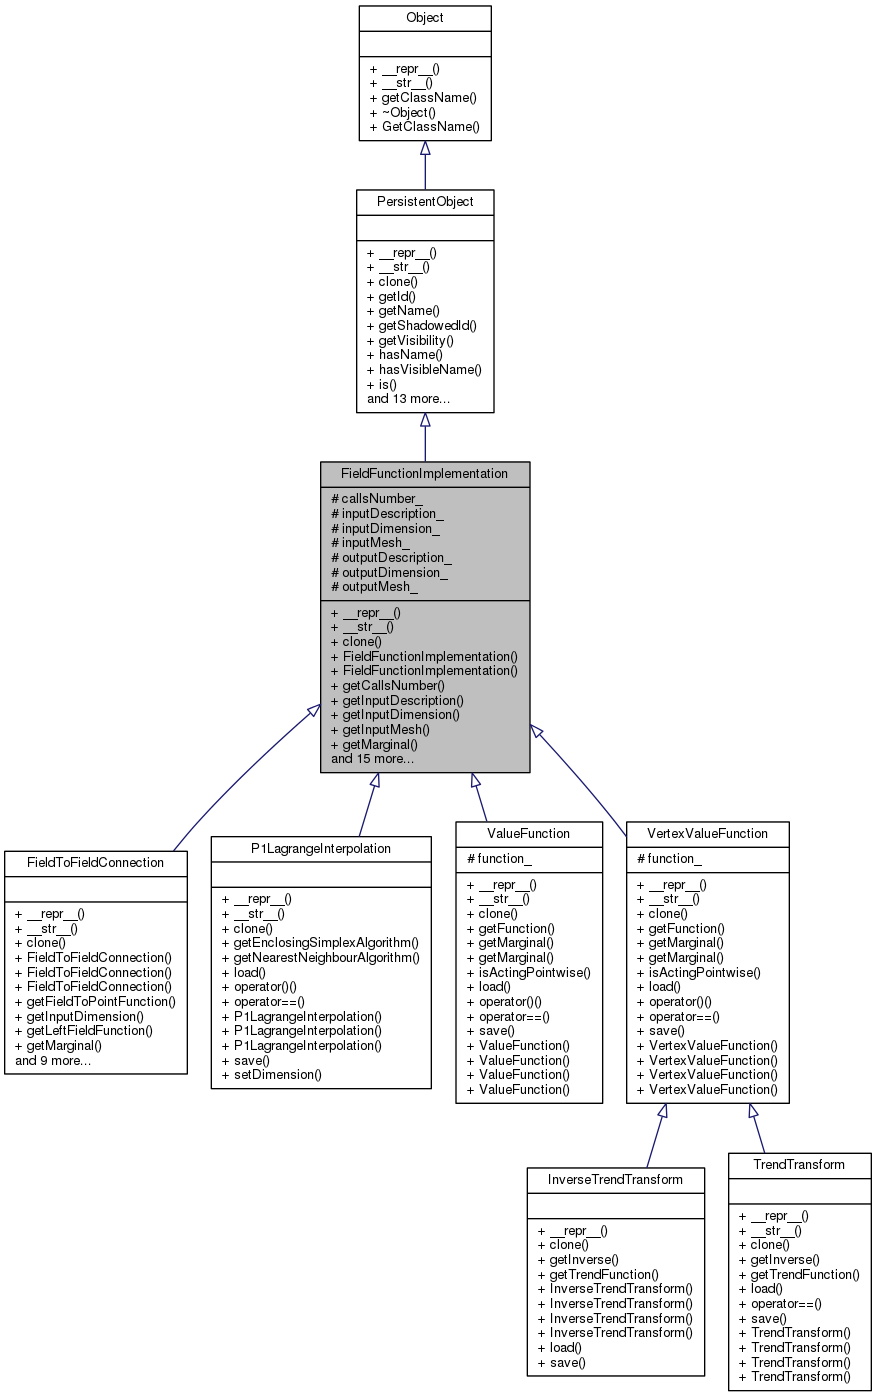 Object
+ __repr__()
+ __str__()
+ getClassName()
+ ~Object()
+ GetClassName()
PersistentObject
+ __repr__()
+ __str__()
+ clone()
+ getId()
+ getName()
+ getShadowedId()
+ getVisibility()
+ hasName()
+ hasVisibleName()
+ is()
and 13 more...
FieldFunctionImplementation
# callsNumber_
# inputDescription_
# inputDimension_
# inputMesh_
# outputDescription_
# outputDimension_
# outputMesh_
+ __repr__()
+ __str__()
+ clone()
+ FieldFunctionImplementation()
+ FieldFunctionImplementation()
+ getCallsNumber()
+ getInputDescription()
+ getInputDimension()
+ getInputMesh()
+ getMarginal()
and 15 more...
FieldToFieldConnection
+ __repr__()
+ __str__()
+ clone()
+ FieldToFieldConnection()
+ FieldToFieldConnection()
+ FieldToFieldConnection()
+ getFieldToPointFunction()
+ getInputDimension()
+ getLeftFieldFunction()
+ getMarginal()
and 9 more...
P1LagrangeInterpolation
+ __repr__()
+ __str__()
+ clone()
+ getEnclosingSimplexAlgorithm()
+ getNearestNeighbourAlgorithm()
+ load()
+ operator()()
+ operator==()
+ P1LagrangeInterpolation()
+ P1LagrangeInterpolation()
+ P1LagrangeInterpolation()
+ save()
+ setDimension()
ValueFunction
# function_
+ __repr__()
+ __str__()
+ clone()
+ getFunction()
+ getMarginal()
+ getMarginal()
+ isActingPointwise()
+ load()
+ operator()()
+ operator==()
+ save()
+ ValueFunction()
+ ValueFunction()
+ ValueFunction()
+ ValueFunction()
VertexValueFunction
# function_
+ __repr__()
+ __str__()
+ clone()
+ getFunction()
+ getMarginal()
+ getMarginal()
+ isActingPointwise()
+ load()
+ operator()()
+ operator==()
+ save()
+ VertexValueFunction()
+ VertexValueFunction()
+ VertexValueFunction()
+ VertexValueFunction()
InverseTrendTransform
+ __repr__()
+ clone()
+ getInverse()
+ getTrendFunction()
+ InverseTrendTransform()
+ InverseTrendTransform()
+ InverseTrendTransform()
+ InverseTrendTransform()
+ load()
+ save()
TrendTransform
+ __repr__()
+ __str__()
+ clone()
+ getInverse()
+ getTrendFunction()
+ load()
+ operator==()
+ save()
+ TrendTransform()
+ TrendTransform()
+ TrendTransform()
+ TrendTransform()